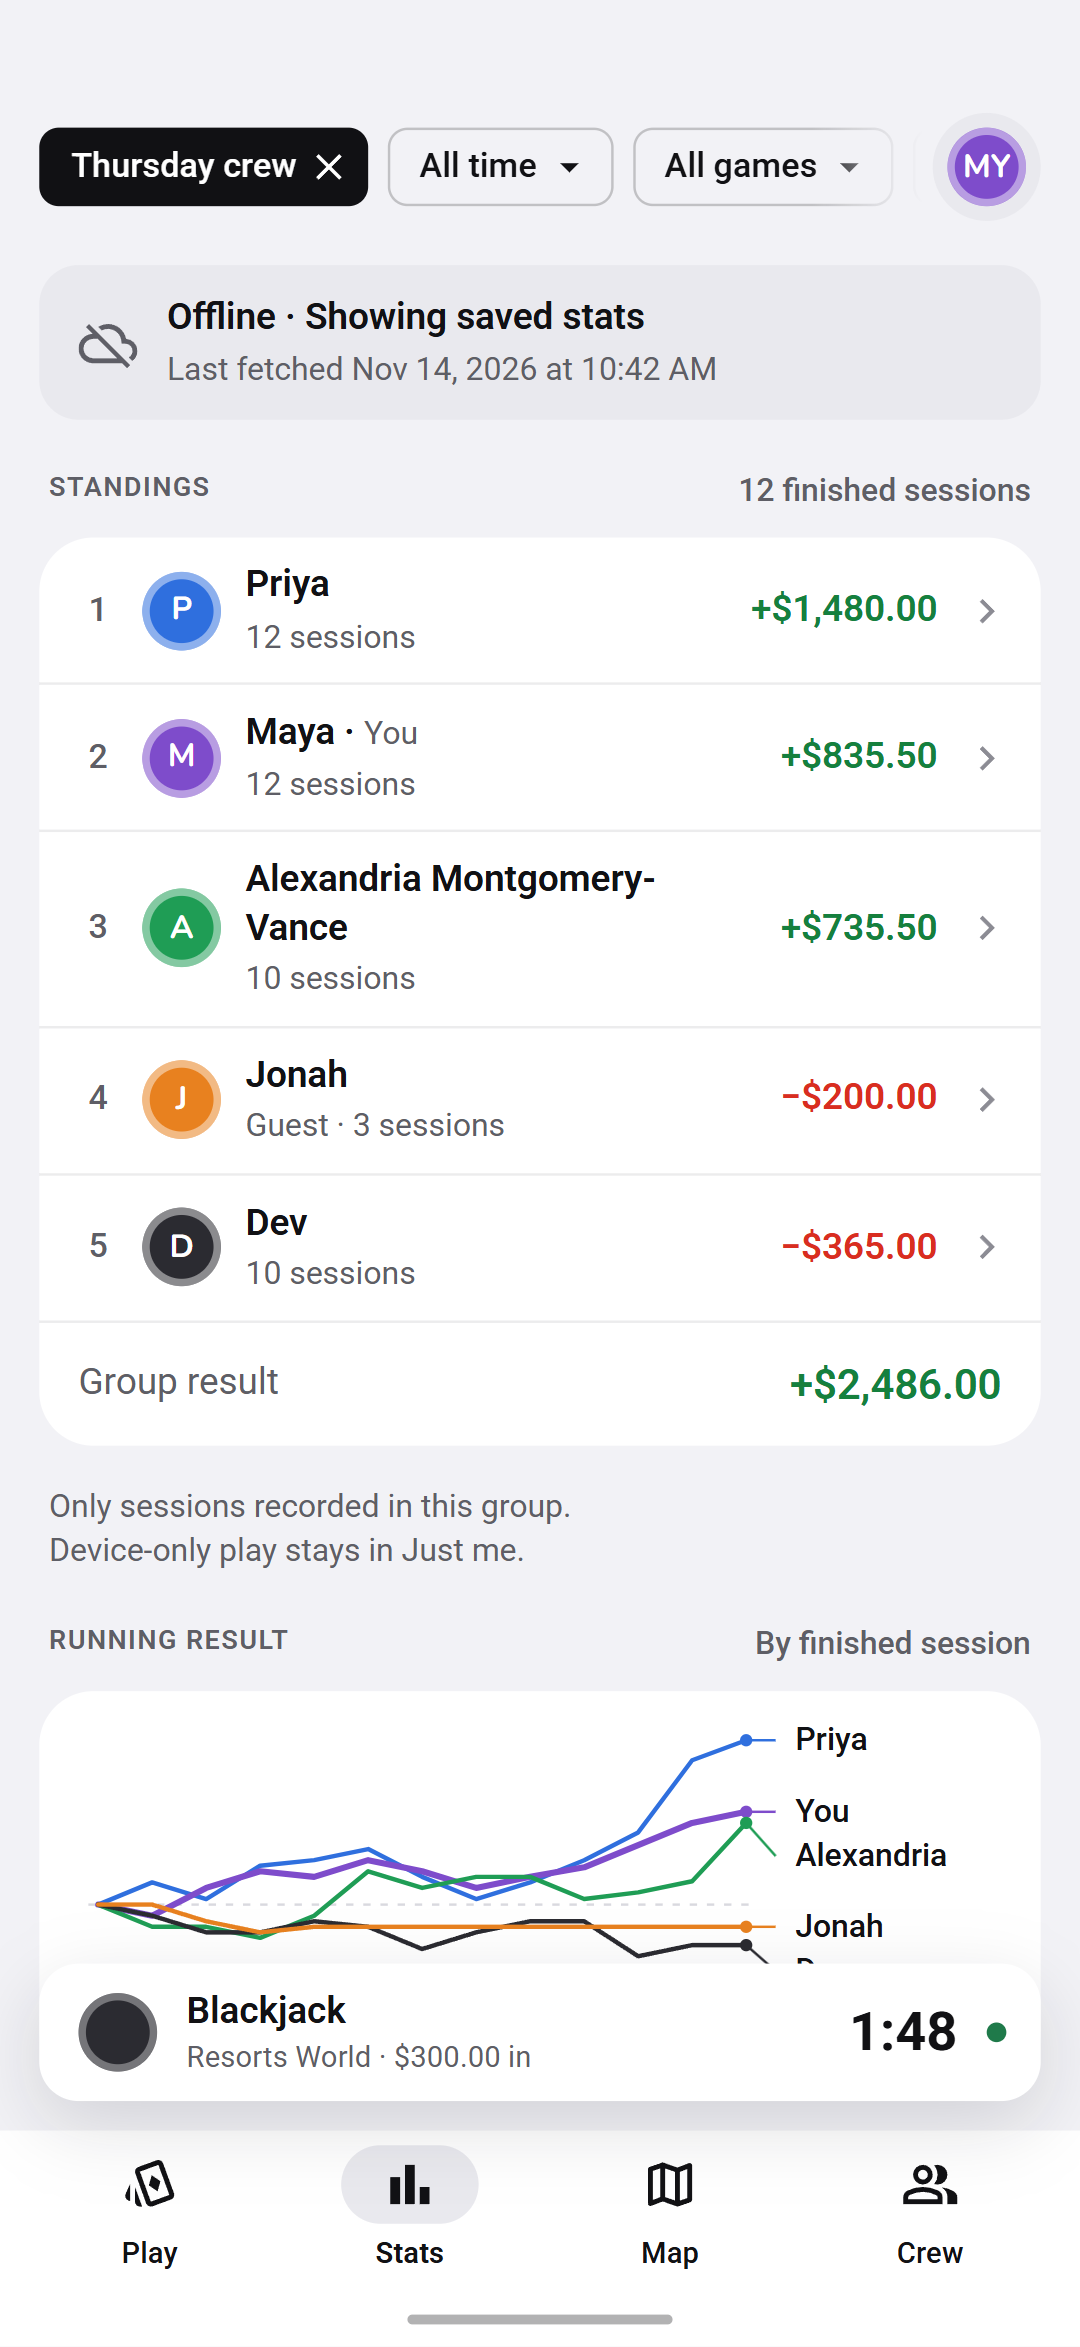 Thursday crew
All time
All games
MY
Offline · Showing saved stats
Last fetched Nov 14, 2026 at 10:42 AM
STANDINGS
12 finished sessions
1
P
Priya
12 sessions
+$1,480.00
2
M
Maya · You
12 sessions
+$835.50
3
A
Alexandria Montgomery-
Vance
10 sessions
+$735.50
4
J
Jonah
Guest · 3 sessions
−$200.00
5
D
Dev
10 sessions
−$365.00
Group result
+$2,486.00
Only sessions recorded in this group.
Device-only play stays in Just me.
RUNNING RESULT
By finished session
Priya
You
Alexandria
Jonah
Blackjack
Resorts World · $300.00 in
1:48
Play
Stats
Map
Crew